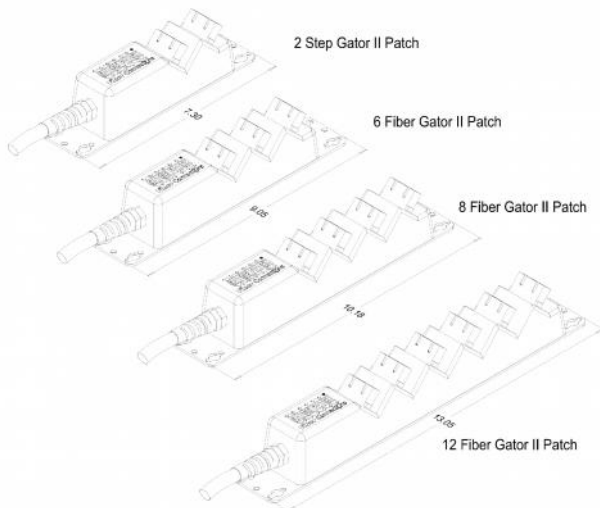 2 Step Gator II Patch
7.30
6 Fiber Gator II Patch
9.05
8 Fiber Gator II Patch
10.18
13.05
12 Fiber Gator II Patch